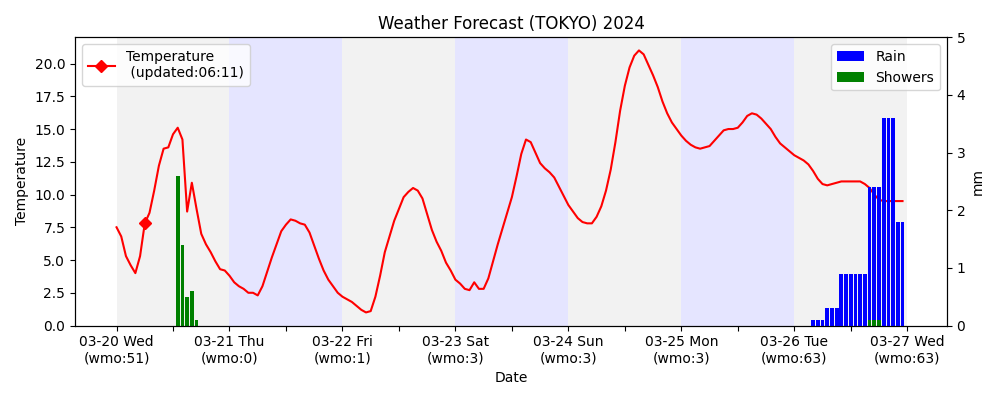 Weather Forecast (TOKYO) 2024
Temperature
(updated:06:11)
Rain
Showers
Temperature
20.0
17.5
15.0
12.5
10.0
7.5
5.0
2.5
0.0
5
4
3
2
1
0
mm
03-20 Wed
(wmo:51)
03-21 Thu
(wmo:0)
03-22 Fri
(wmo:1)
03-23 Sat
(wmo:3)
03-24 Sun
(wmo:3)
03-25 Mon
(wmo:3)
03-26 Tue
(wmo:63)
03-27 Wed
(wmo:63)
Date